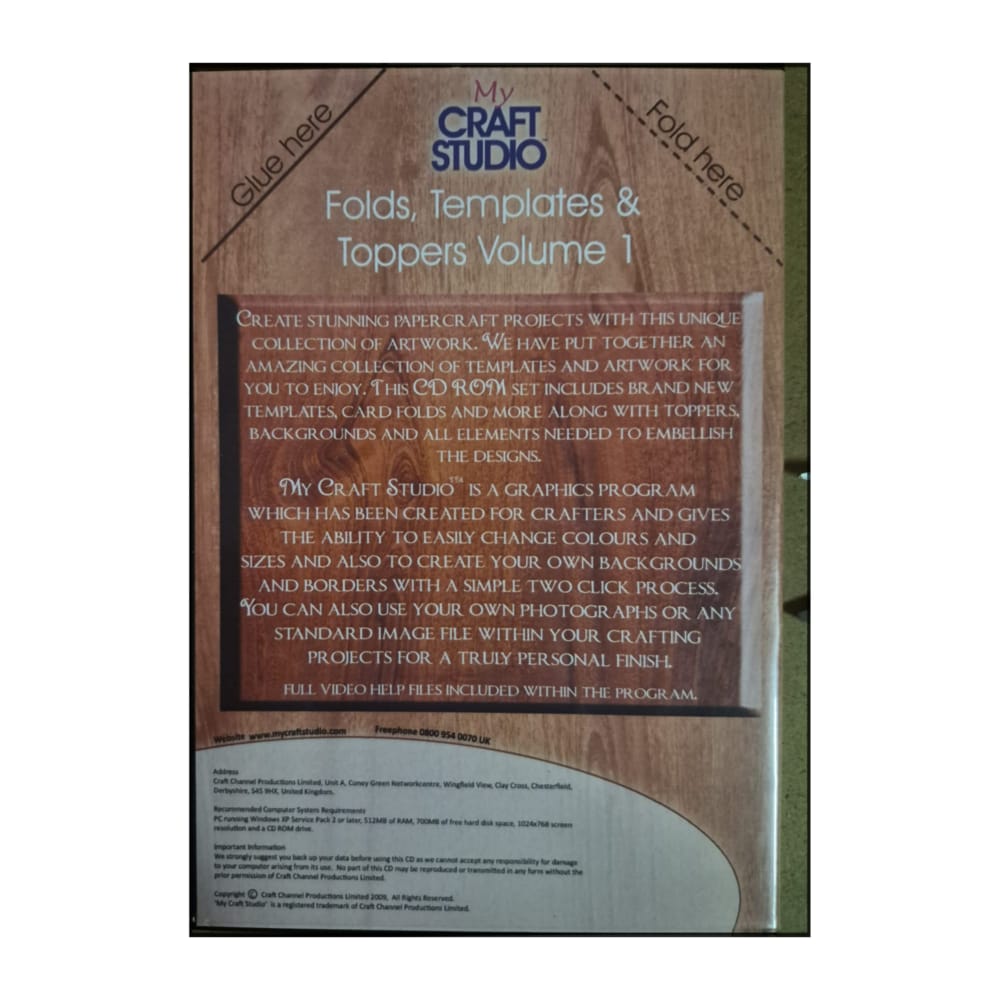 My
CRAFT
STUDIO™
Glue here
Fold here
Folds, Templates &
Toppers Volume 1
CREATE STUNNING PAPERCRAFT PROJECTS WITH THIS UNIQUE
COLLECTION OF ARTWORK. WE HAVE PUT TOGETHER AN
AMAZING COLLECTION OF TEMPLATES AND ARTWORK FOR
YOU TO ENJOY. THIS CD ROM SET INCLUDES BRAND NEW
TEMPLATES, CARD FOLDS AND MORE ALONG WITH TOPPERS,
BACKGROUNDS AND ALL ELEMENTS NEEDED TO EMBELLISH
THE DESIGNS.
MY CRAFT STUDIO™ IS A GRAPHICS PROGRAM
WHICH HAS BEEN CREATED FOR CRAFTERS AND GIVES
THE ABILITY TO EASILY CHANGE COLOURS AND
SIZES AND ALSO TO CREATE YOUR OWN BACKGROUNDS
AND BORDERS WITH A SIMPLE TWO CLICK PROCESS.
YOU CAN ALSO USE YOUR OWN PHOTOGRAPHS OR ANY
STANDARD IMAGE FILE WITHIN YOUR CRAFTING
PROJECTS FOR A TRULY PERSONAL FINISH.
FULL VIDEO HELP FILES INCLUDED WITHIN THE PROGRAM.
Website www.mycraftstudio.com Freephone 0800 954 0070 UK
Address
Craft Channel Productions Limited, Unit A, Coney Green Networkcentre, Wingfield View, Clay Cross, Chesterfield,
Derbyshire, S45 9HX, United Kingdom.
Recommended Computer System Requirements
PC running Windows XP Service Pack 2 or later, 512MB of RAM, 700MB of free hard disk space, 1024x768 screen
resolution and a CD ROM drive.
Important Information
We strongly suggest you back up your data before using this CD as we cannot accept any responsibility for damage
to your computer arising from its use. No part of this CD may be reproduced or transmitted in any form without the
prior permission of Craft Channel Productions Limited.
Copyright © Craft Channel Productions Limited 2009, All Rights Reserved.
'My Craft Studio' is a registered trademark of Craft Channel Productions Limited.